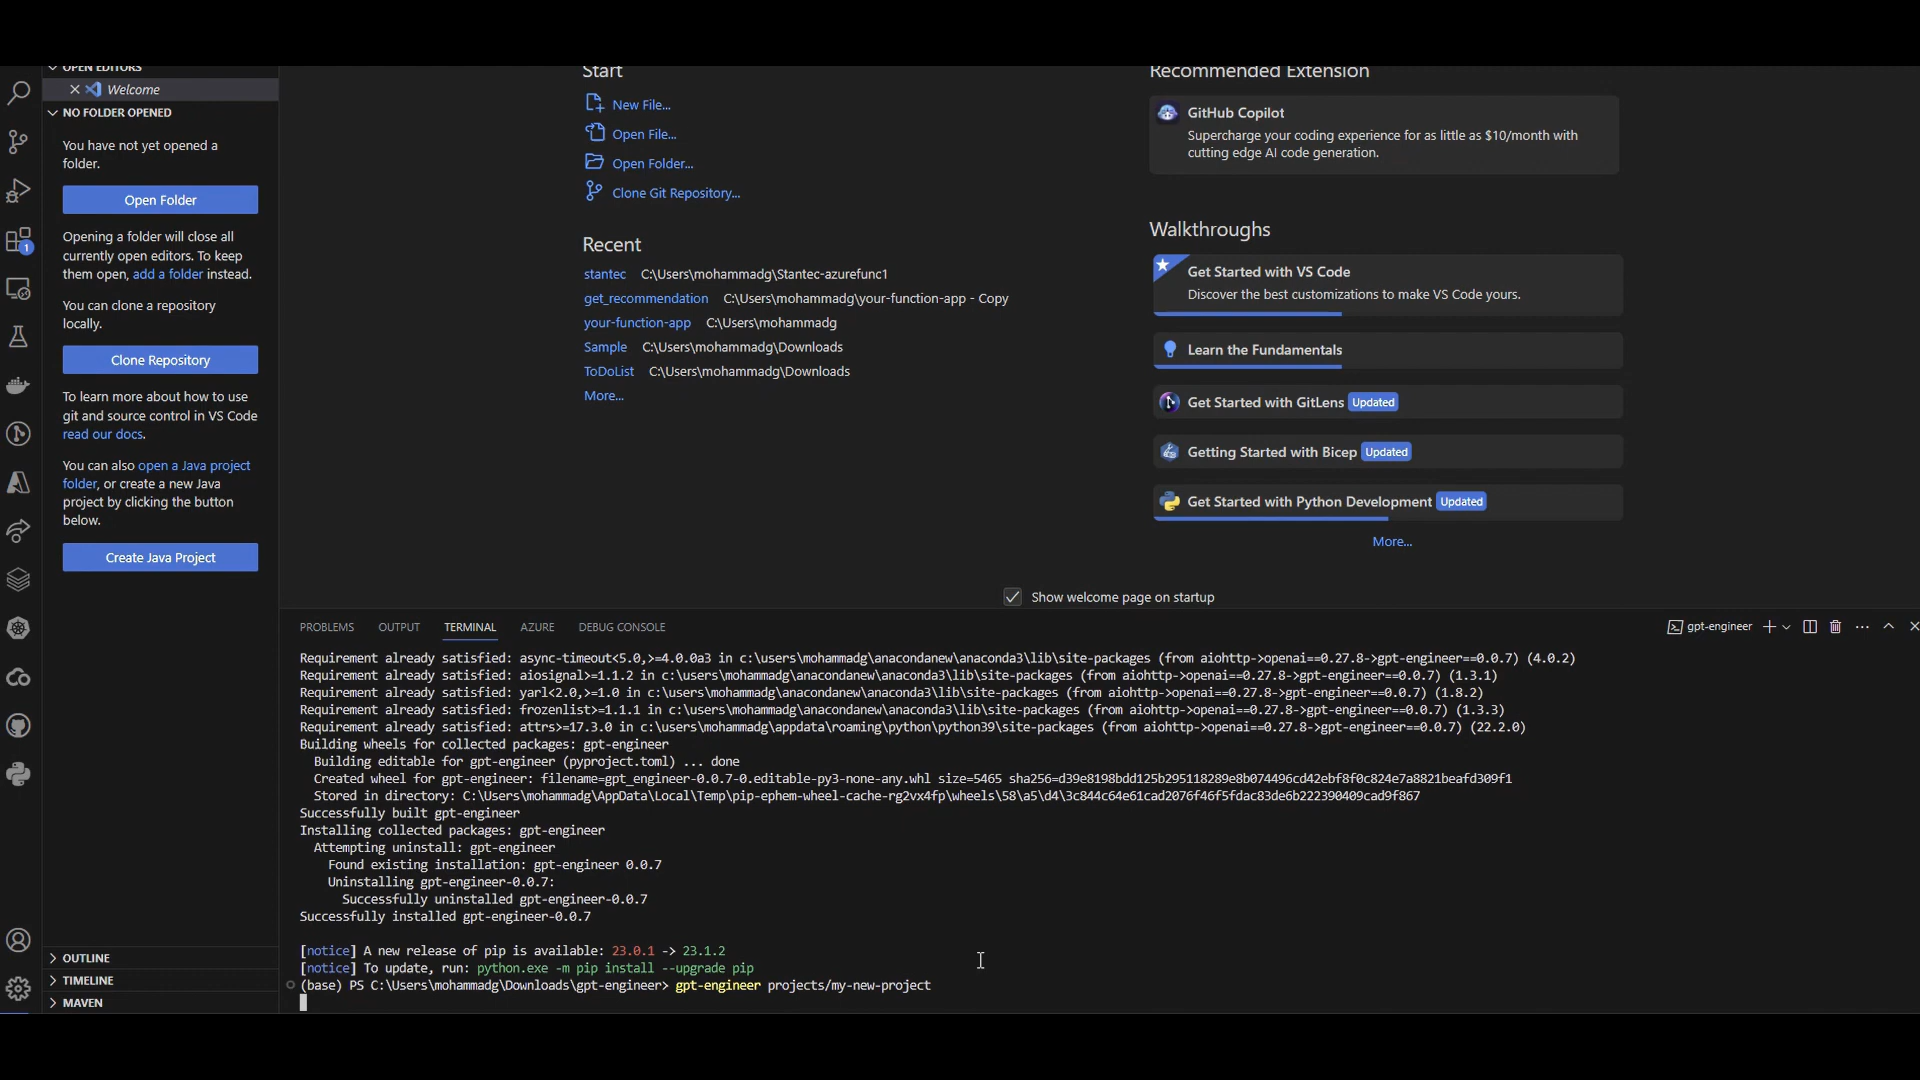 OPEN EDITORS
Welcome
NO FOLDER OPENED
You have not yet opened a
folder.
Open Folder
Opening a folder will close all
currently open editors. To keep
them open, add a folder instead.
You can clone a repository
locally.
Clone Repository
To learn more about how to use
git and source control in VS Code
read our docs.
You can also open a Java project
folder, or create a new Java
project by clicking the button
below.
Create Java Project
OUTLINE
TIMELINE
MAVEN
1
Start
New File...
Open File...
Open Folder...
Clone Git Repository...
Recent
stantec C:\Users\mohammadg\Stantec-azurefunc1
get_recommendation C:\Users\mohammadg\your-function-app - Copy
your-function-app C:\Users\mohammadg
Sample C:\Users\mohammadg\Downloads
ToDoList C:\Users\mohammadg\Downloads
More...
Recommended Extension
GitHub Copilot
Supercharge your coding experience for as little as $10/month with
cutting edge AI code generation.
Walkthroughs
Get Started with VS Code
Discover the best customizations to make VS Code yours.
Learn the Fundamentals
Get Started with GitLens Updated
Getting Started with Bicep Updated
Get Started with Python Development Updated
More...
Show welcome page on startup
PROBLEMS OUTPUT TERMINAL AZURE DEBUG CONSOLE gpt-engineer
Requirement already satisfied: async-timeout<5.0,>=4.0.0a3 in c:\users\mohammadg\anacondanew\anaconda3\lib\site-packages (from aiohttp->openai==0.27.8->gpt-engineer==0.0.7) (4.0.2)
Requirement already satisfied: aiosignal>=1.1.2 in c:\users\mohammadg\anacondanew\anaconda3\lib\site-packages (from aiohttp->openai==0.27.8->gpt-engineer==0.0.7) (1.3.1)
Requirement already satisfied: yarl<2.0,>=1.0 in c:\users\mohammadg\anacondanew\anaconda3\lib\site-packages (from aiohttp->openai==0.27.8->gpt-engineer==0.0.7) (1.8.2)
Requirement already satisfied: frozenlist>=1.1.1 in c:\users\mohammadg\anacondanew\anaconda3\lib\site-packages (from aiohttp->openai==0.27.8->gpt-engineer==0.0.7) (1.3.3)
Requirement already satisfied: attrs>=17.3.0 in c:\users\mohammadg\appdata\roaming\python\python39\site-packages (from aiohttp->openai==0.27.8->gpt-engineer==0.0.7) (22.2.0)
Building wheels for collected packages: gpt-engineer
Building editable for gpt-engineer (pyproject.toml) ... done
Created wheel for gpt-engineer: filename=gpt_engineer-0.0.7-0.editable-py3-none-any.whl size=5465 sha256=d39e8198bdd125b295118289e8b074496cd42ebf8f0c824e7a8821beafd309f1
Stored in directory: C:\Users\mohammadg\AppData\Local\Temp\pip-ephem-wheel-cache-rg2vx4fp\wheels\58\a5\d4\3c844c64e61cad2076f46f5fdac83de6b222390409cad9f867
Successfully built gpt-engineer
Installing collected packages: gpt-engineer
Attempting uninstall: gpt-engineer
Found existing installation: gpt-engineer 0.0.7
Uninstalling gpt-engineer-0.0.7:
Successfully uninstalled gpt-engineer-0.0.7
Successfully installed gpt-engineer-0.0.7
[notice] A new release of pip is available: 23.0.1 -> 23.1.2
[notice] To update, run: python.exe -m pip install --upgrade pip
(base) PS C:\Users\mohammadg\Downloads\gpt-engineer> gpt-engineer projects/my-new-project